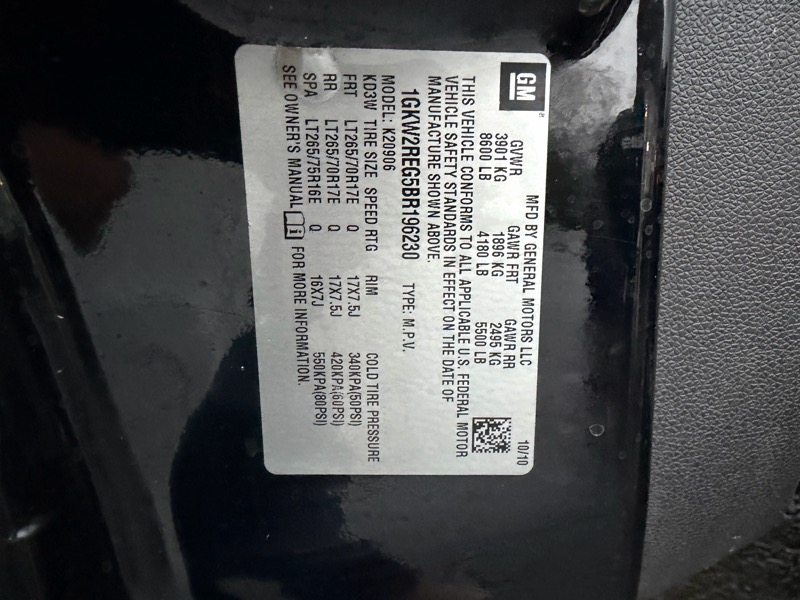 GM
MFD BY GENERAL MOTORS LLC 10/10
GVWR GAWR FRT GAWR RR
3901 KG 1896 KG 2495 KG
8600 LB 4180 LB 5500 LB
THIS VEHICLE CONFORMS TO ALL APPLICABLE U.S. FEDERAL MOTOR
VEHICLE SAFETY STANDARDS IN EFFECT ON THE DATE OF
MANUFACTURE SHOWN ABOVE.
1GKW2REG5BR196230 TYPE: M.P.V.
MODEL: K20906
KD3W TIRE SIZE SPEED RTG RIM COLD TIRE PRESSURE
FRT LT265/70R17E Q 17X7.5J 340KPA(50PSI)
RR LT265/70R17E Q 17X7.5J 420KPA(60PSI)
SPA LT265/75R16E Q 16X7J 550KPA(80PSI)
SEE OWNER'S MANUAL FOR MORE INFORMATION.